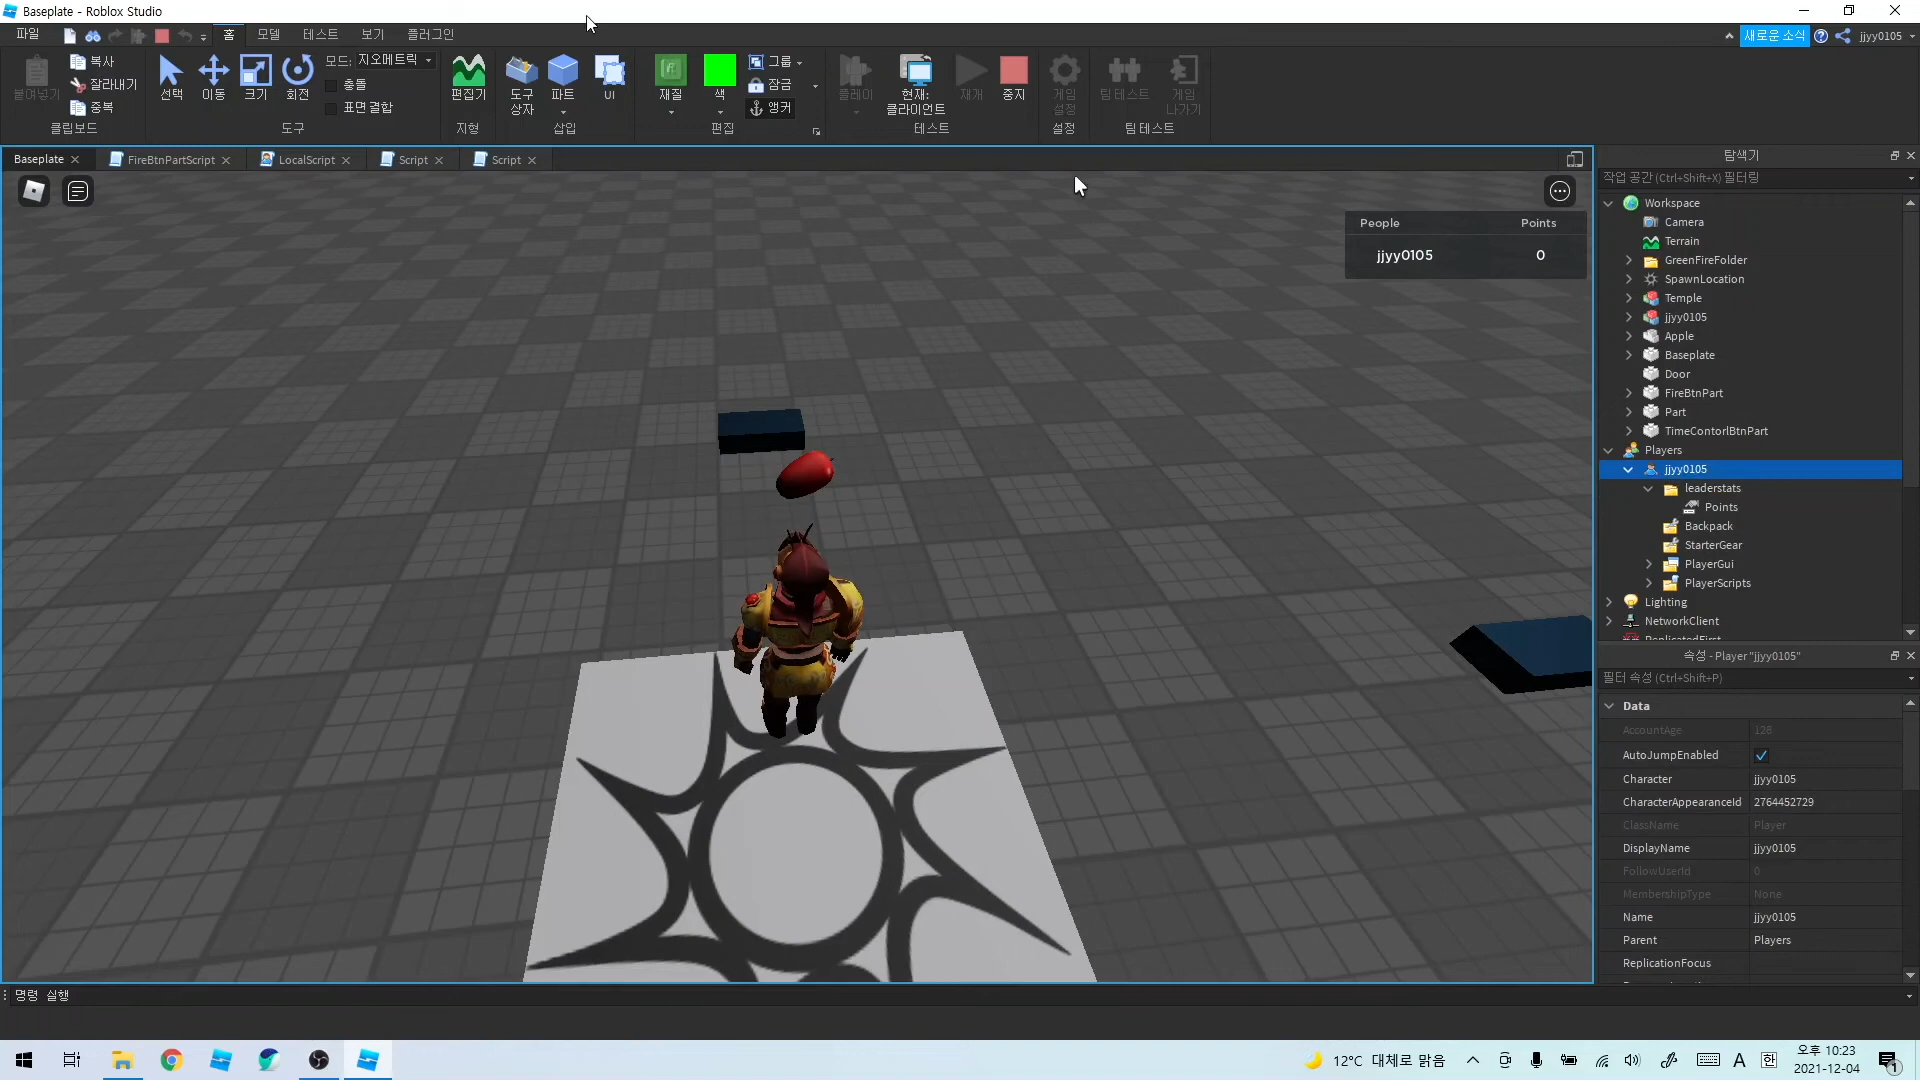 Baseplate - Roblox Studio
파일
홈
모델
테스트
보기
플러그인
새로운 소식
jjyy0105
붙여넣기
복사
잘라내기
중복
클립보드
선택
이동
크기
회전
모드: 지오메트릭
충돌
표면 결합
도구
편집기
지형
도구
상자
파트
UI
삽입
재질
색
그룹
잠금
앵커
편집
플레이
현재:
클라이언트
재개
중지
테스트
게임
설정
설정
팀 테스트
게임
나가기
팀 테스트
Baseplate
FireBtnPartScript
LocalScript
Script
Script
People Points
jjyy0105 0
탐색기
작업 공간 (Ctrl+Shift+X) 필터링
Workspace
Camera
Terrain
GreenFireFolder
SpawnLocation
Temple
jjyy0105
Apple
Baseplate
Door
FireBtnPart
Part
TimeContorlBtnPart
Players
jjyy0105
leaderstats
Points
Backpack
StarterGear
PlayerGui
PlayerScripts
Lighting
NetworkClient
ReplicatedFirst
속성 - Player "jjyy0105"
필터 속성 (Ctrl+Shift+P)
Data
AccountAge 128
AutoJumpEnabled
Character jjyy0105
CharacterAppearanceId 2764452729
ClassName Player
DisplayName jjyy0105
FollowUserId 0
MembershipType None
Name jjyy0105
Parent Players
ReplicationFocus
명령 실행
12°C 대체로 맑음
A
한
오후 10:23
2021-12-04
1